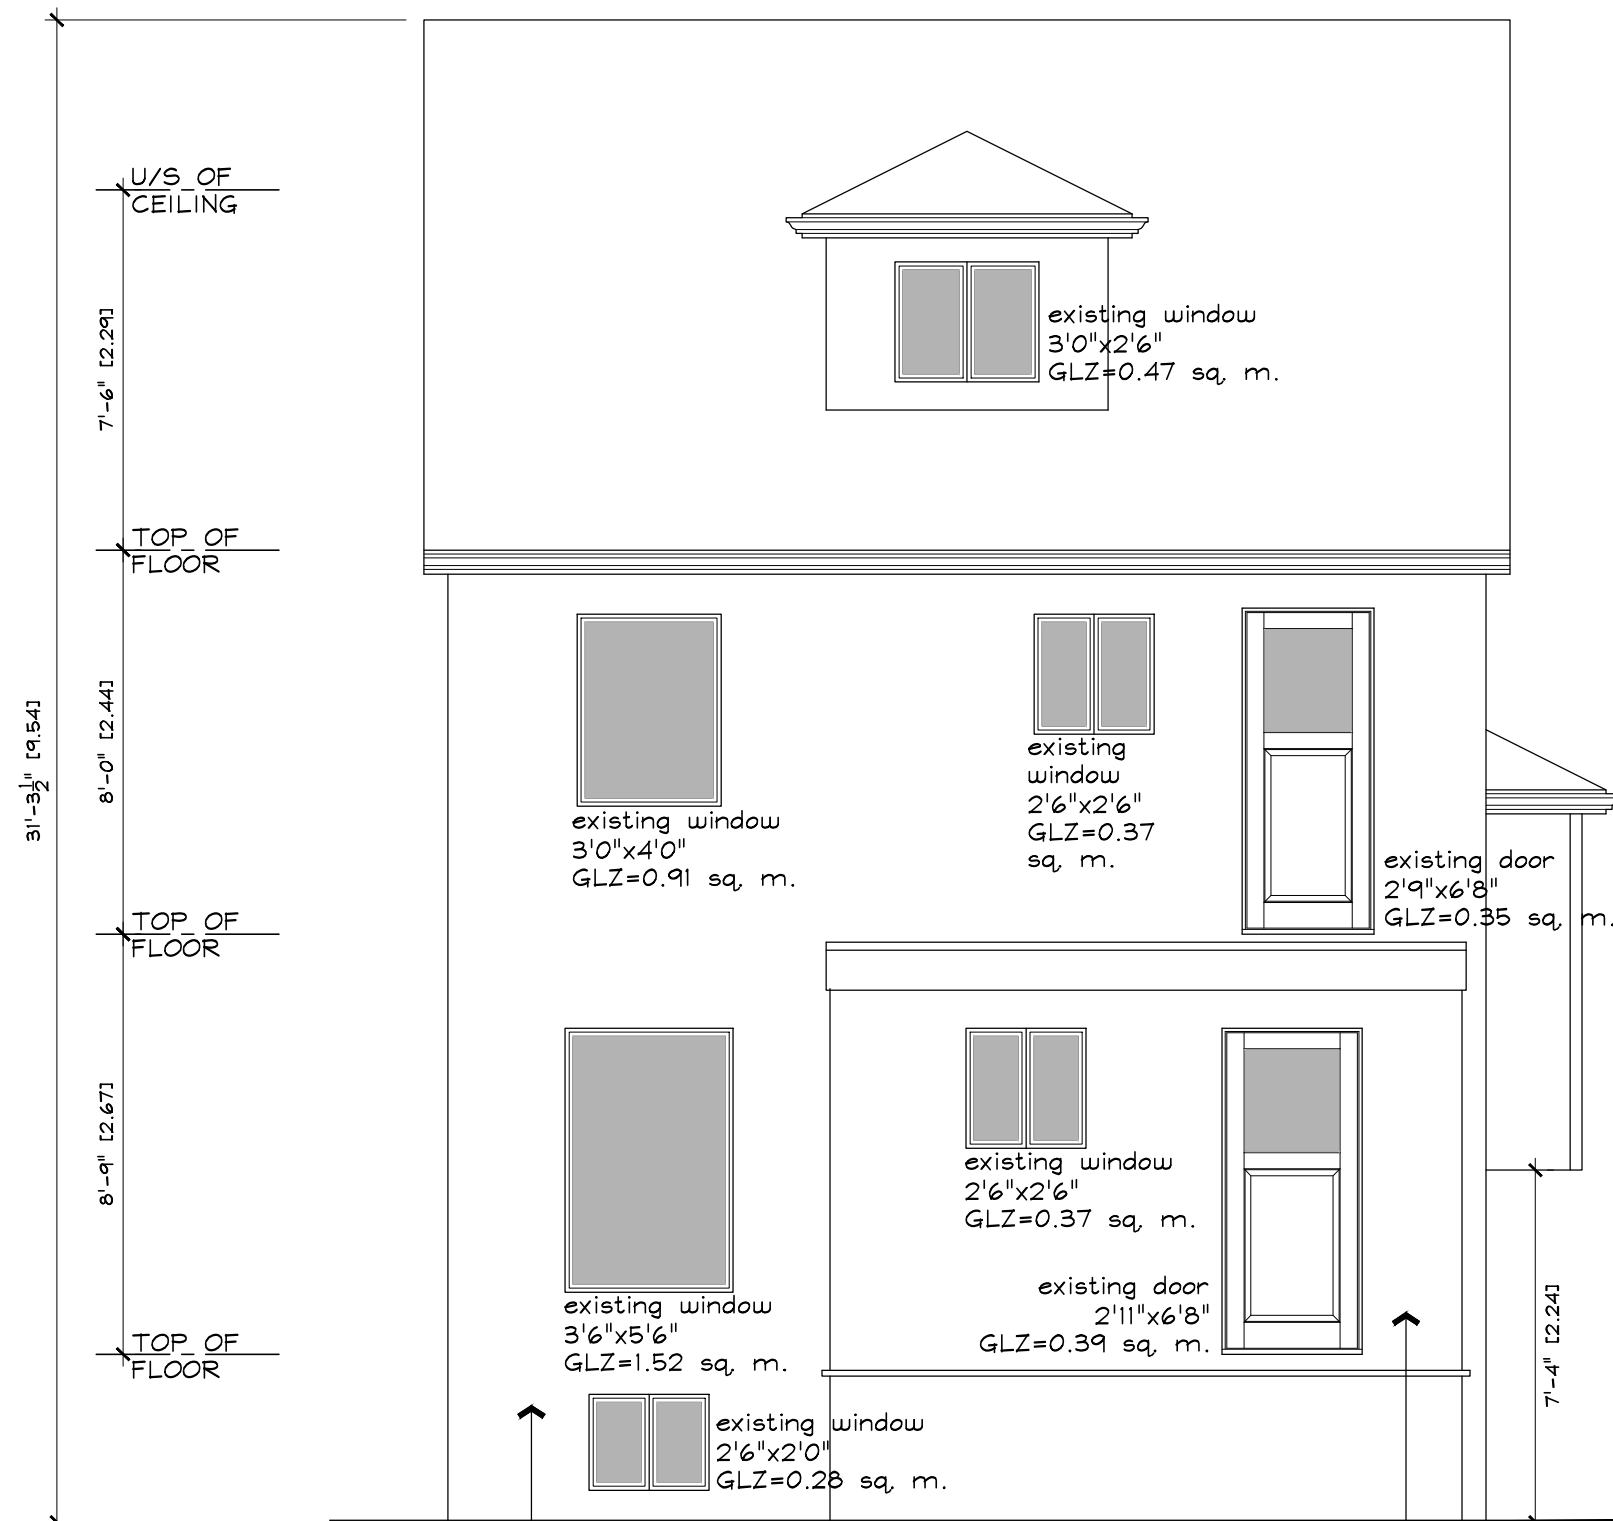 U/S OF
CEILING
7'-6" [2.29]
existing window
3'0"x2'6"
GLZ=0.47 sq. m.
TOP OF
FLOOR
31'-3½" [9.54]
8'-0" [2.44]
existing window
3'0"x4'0"
GLZ=0.91 sq. m.
existing
window
2'6"x2'6"
GLZ=0.37
sq. m.
existing door
2'9"x6'8"
GLZ=0.35 sq. m.
TOP OF
FLOOR
8'-9" [2.67]
existing window
2'6"x2'6"
GLZ=0.37 sq. m.
existing door
2'11"x6'8"
GLZ=0.39 sq. m.
existing window
3'6"x5'6"
GLZ=1.52 sq. m.
TOP OF
FLOOR
7'-4" [2.24]
existing window
2'6"x2'0"
GLZ=0.28 sq. m.